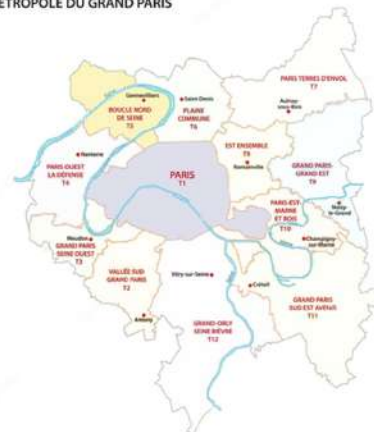 ETROPOLE DU GRAND PARIS
PARIS TERRES D'ENVOL
T7
Gennevilliers
BOUCLE NORD
DE SEINE
T5
Saint-Denis
PLAINE
COMMUNE
T6
Aulnay-
sous-Bois
EST ENSEMBLE
T8
Romainville
Nanterre
PARIS OUEST
LA DÉFENSE
T4
PARIS
T1
GRAND PARIS-
GRAND EST
T9
PARIS-EST-
MARNE
ET BOIS
T10
Noisy-
le-Grand
Champigny-
sur-Marne
Meudon
GRAND PARIS
SEINE OUEST
T3
VALLÉE SUD
GRAND PARIS
T2
Vitry-sur-Seine
Créteil
GRAND PARIS
SUD EST AVENIR
T11
Antony
GRAND-ORLY
SEINE BIÈVRE
T12